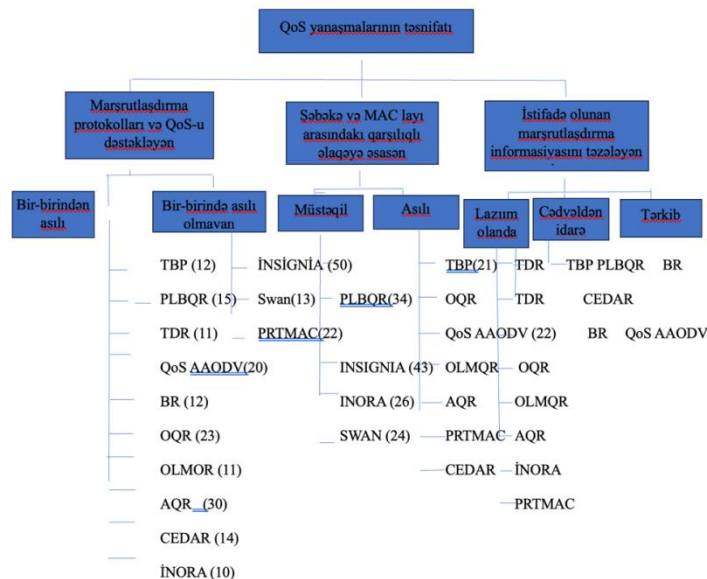 QoS yanaşmalarının təsnifatı
Marşrutlaşdırma
protokolları və QoS-u
dəstəkləyən
Şəbəkə və MAC layı
arasındakı qarşılıqlı
əlaqəyə əsasən
İstifadə olunan
marşrutlaşdırma
informasiyasını təzələyən
Bir-birindən
asılı
Bir-birində asılı
olmavan
Müstəqil
Asılı
Lazıım
olanda
Cədvəldən
idarə
Tərkib
TBP (12) İNSİGNİA (50) TBP(21) TDR TBP PLBQR BR
PLBQR (15) Swan(13) PLBQR(34) OQR TDR CEDAR
TDR (11) PRTMAC(22) QoS AAODV (22) BR QoS AAODV
QoS AAODV(20) INSIGNIA (43) OLMQR OQR
BR (12) INORA (26) AQR OLMQR
OQR (23) SWAN (24) PRTMAC AQR
OLMOR (11) CEDAR İNORA
AQR (30) PRTMAC
CEDAR (14)
İNORA (10)